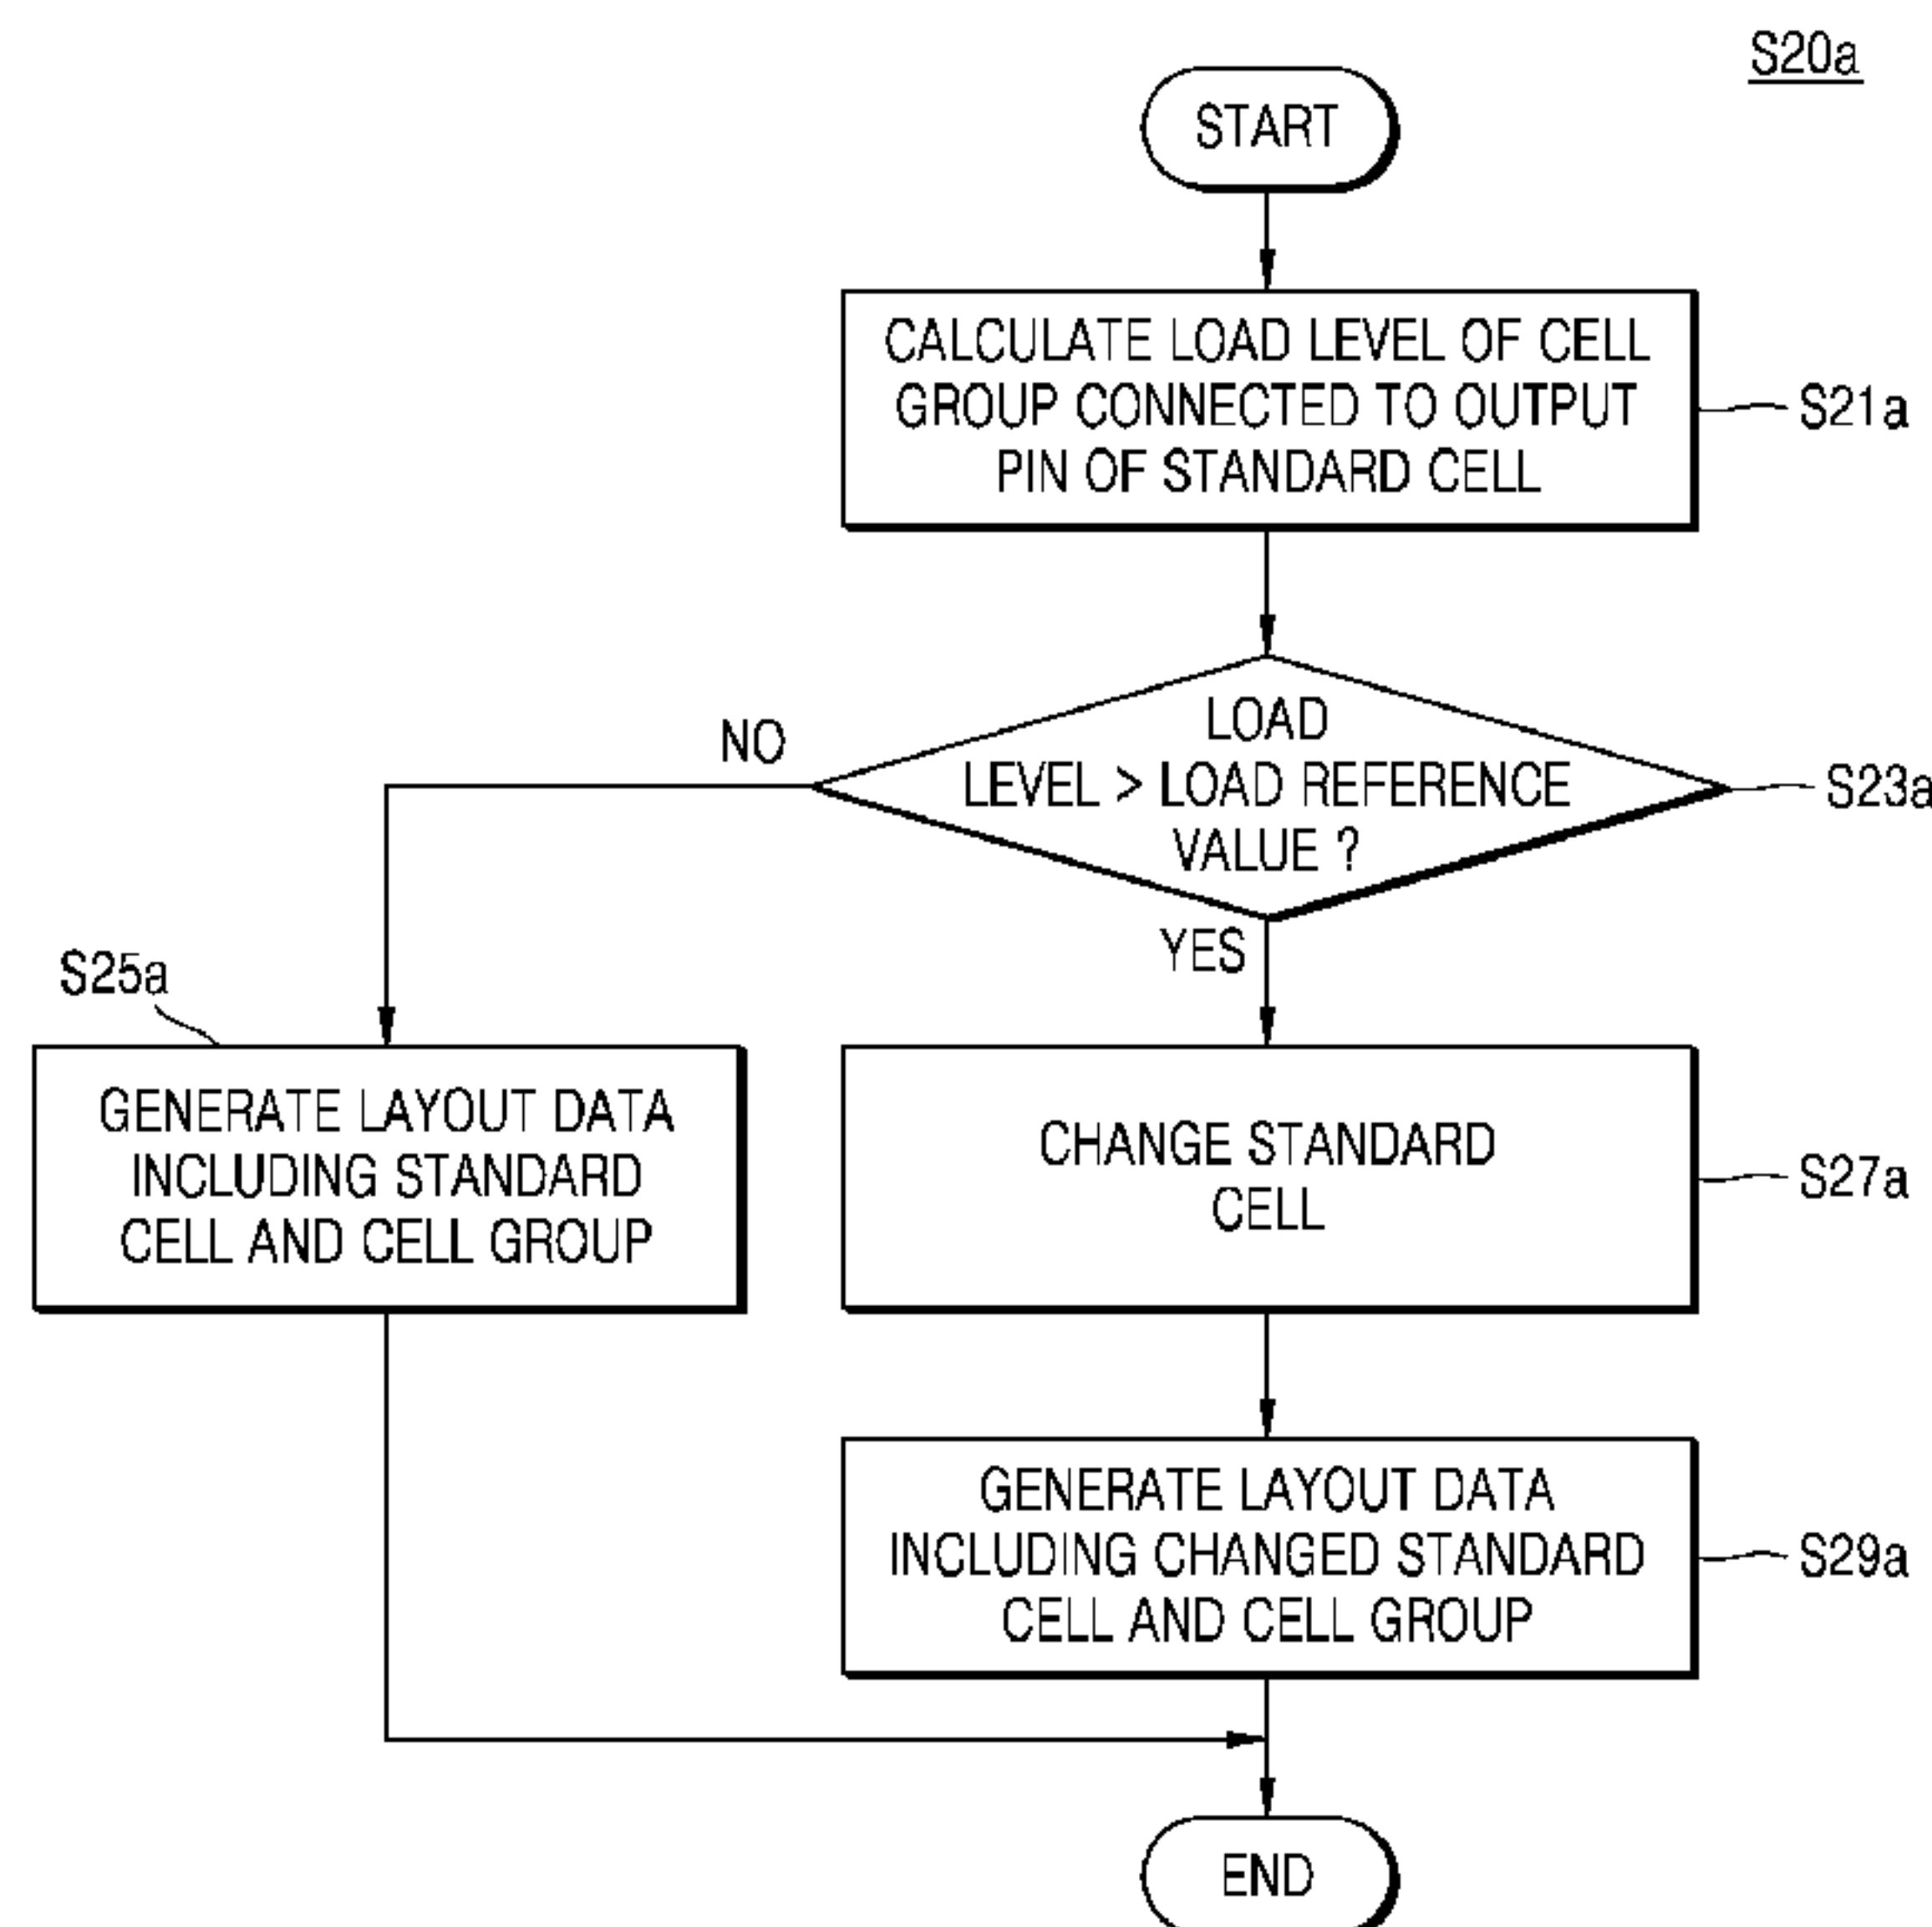 S20a
START
CALCULATE LOAD LEVEL OF CELL
GROUP CONNECTED TO OUTPUT
PIN OF STANDARD CELL
S21a
LOAD
LEVEL > LOAD REFERENCE
VALUE ?
S23a
NO
YES
S25a
GENERATE LAYOUT DATA
INCLUDING STANDARD
CELL AND CELL GROUP
CHANGE STANDARD
CELL
S27a
GENERATE LAYOUT DATA
INCLUDING CHANGED STANDARD
CELL AND CELL GROUP
S29a
END